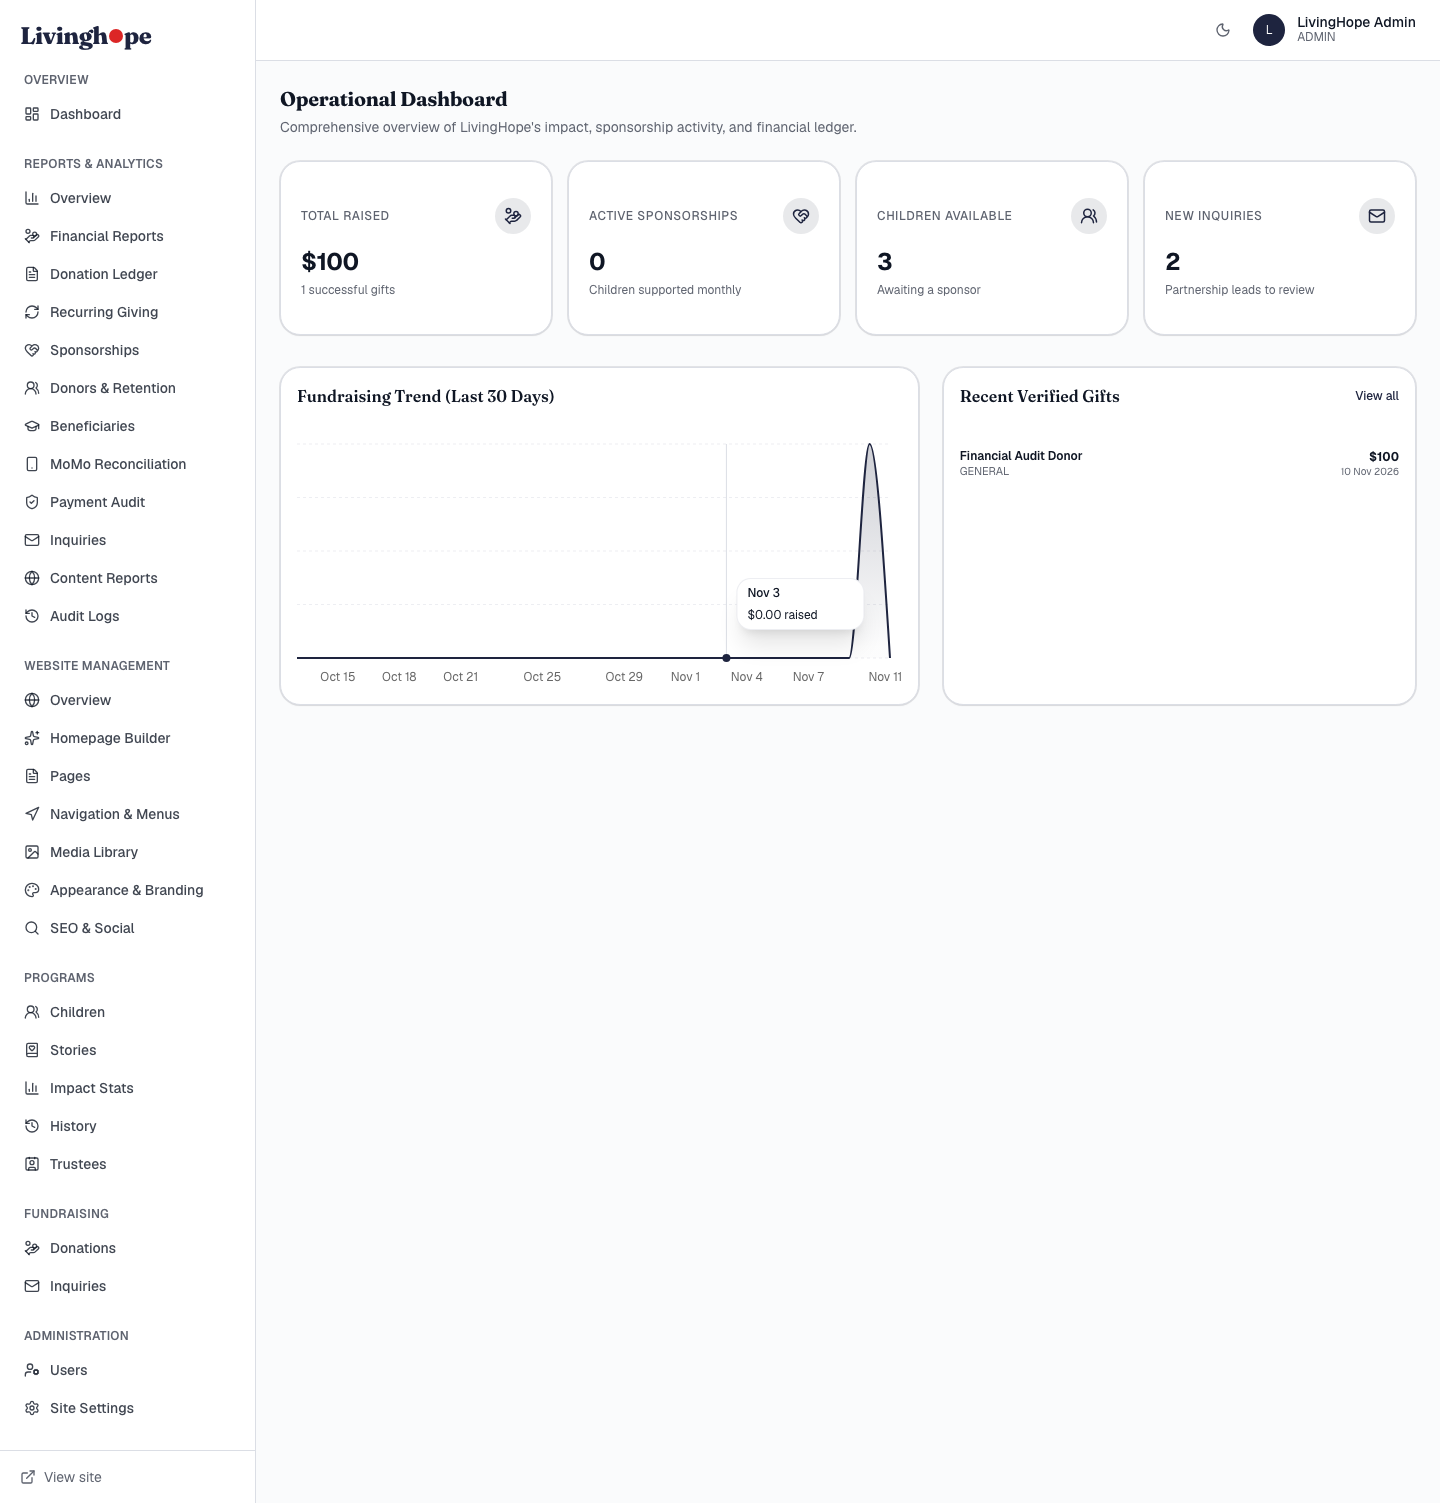 Livinghope
OVERVIEW
Dashboard
REPORTS & ANALYTICS
Overview
Financial Reports
Donation Ledger
Recurring Giving
Sponsorships
Donors & Retention
Beneficiaries
MoMo Reconciliation
Payment Audit
Inquiries
Content Reports
Audit Logs
WEBSITE MANAGEMENT
Overview
Homepage Builder
Pages
Navigation & Menus
Media Library
Appearance & Branding
SEO & Social
PROGRAMS
Children
Stories
Impact Stats
History
Trustees
FUNDRAISING
Donations
Inquiries
ADMINISTRATION
Users
Site Settings
View site
L
LivingHope Admin
ADMIN
Operational Dashboard
Comprehensive overview of LivingHope's impact, sponsorship activity, and financial ledger.
TOTAL RAISED
$100
1 successful gifts
ACTIVE SPONSORSHIPS
0
Children supported monthly
CHILDREN AVAILABLE
3
Awaiting a sponsor
NEW INQUIRIES
2
Partnership leads to review
Fundraising Trend (Last 30 Days)
Nov 3
$0.00 raised
Oct 15 Oct 18 Oct 21 Oct 25 Oct 29 Nov 1 Nov 4 Nov 7 Nov 11
Recent Verified Gifts View all
Financial Audit Donor $100
GENERAL 10 Nov 2026